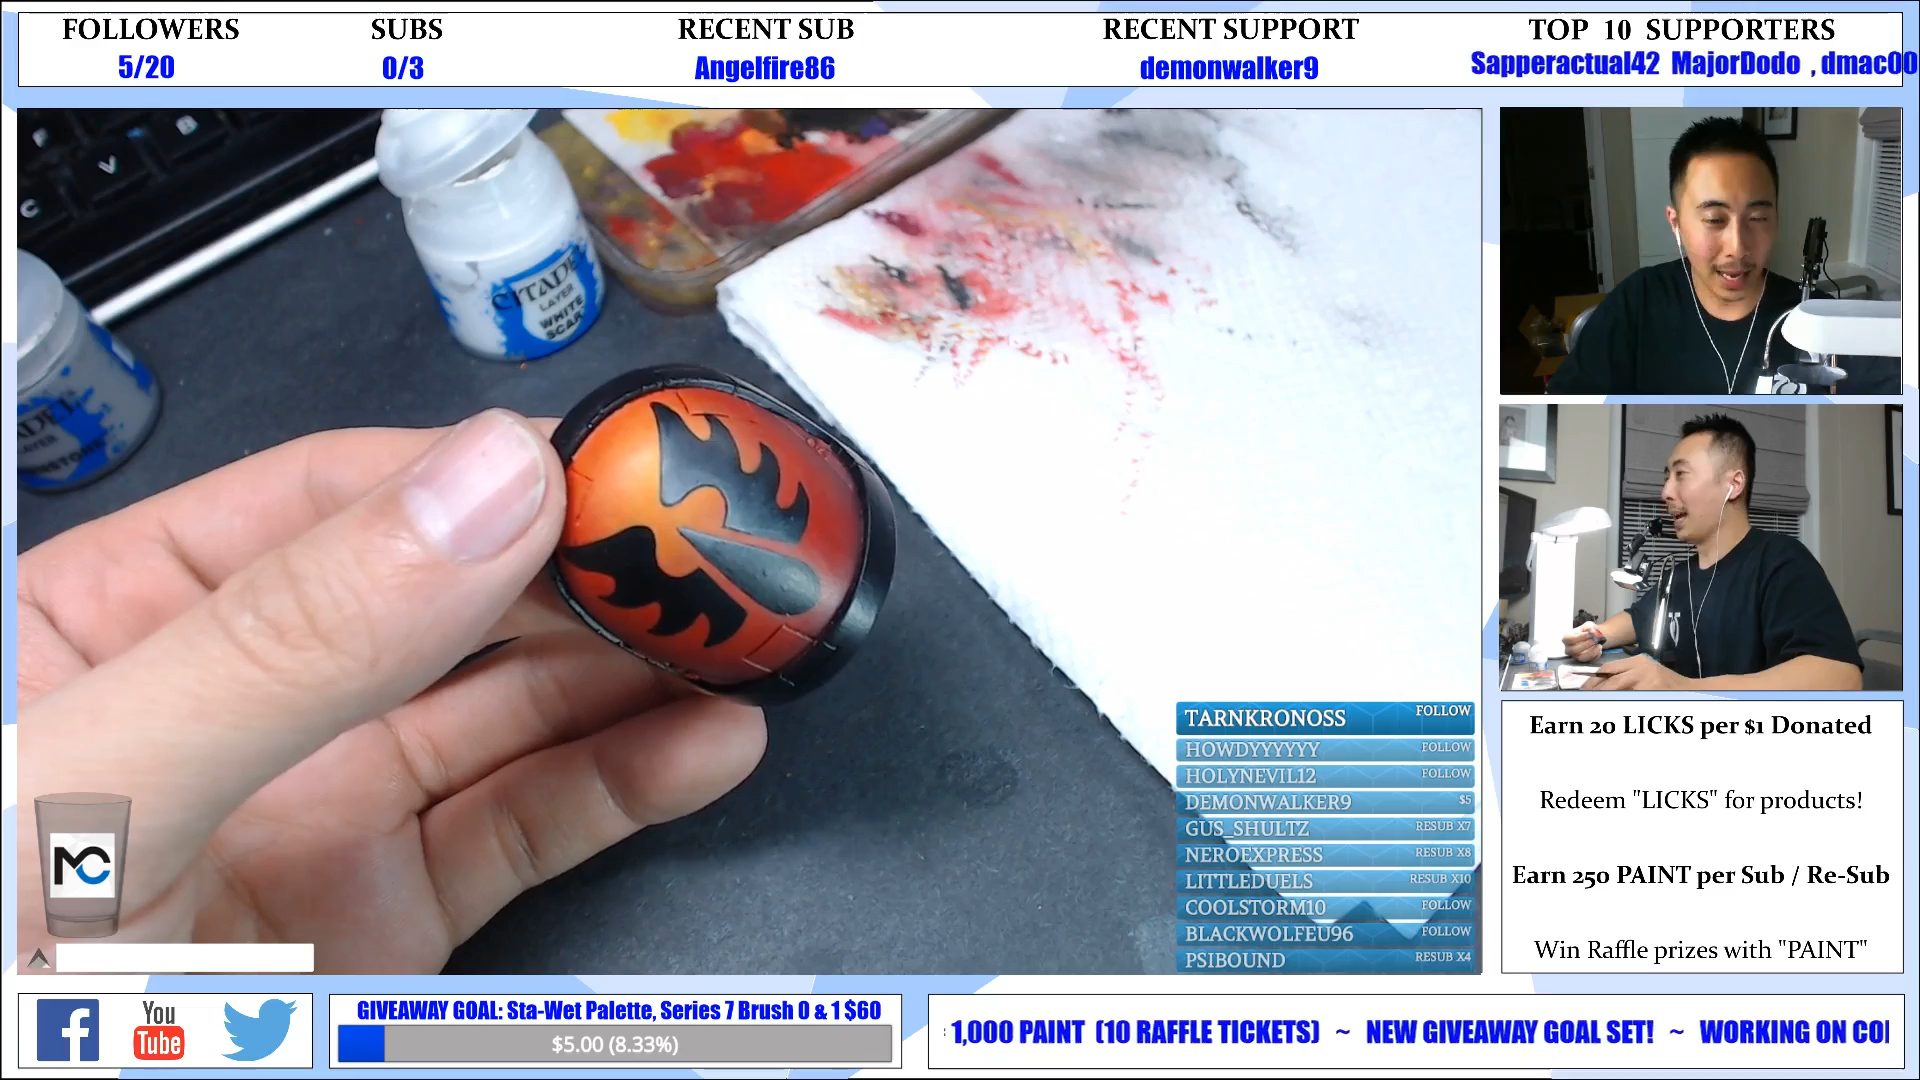 FOLLOWERS
5/20
SUBS
0/3
RECENT SUB
Angelfire86
RECENT SUPPORT
demonwalker9
TOP 10 SUPPORTERS
Sapperactual42 MajorDodo , dmac00
F
V
B
C
CITADEL
LAYER
WHITE
SCAR
LAYER
TARNKRONOSS FOLLOW
HOWDYYYYYY FOLLOW
HOLYNEVIL12 FOLLOW
DEMONWALKER9 $5
GUS_SHULTZ RESUB X7
NEROEXPRESS RESUB X8
LITTLEDUELS RESUB X10
COOLSTORM10 FOLLOW
BLACKWOLFEU96 FOLLOW
PSIBOUND RESUB X4
MC
Earn 20 LICKS per $1 Donated
Redeem "LICKS" for products!
Earn 250 PAINT per Sub / Re-Sub
Win Raffle prizes with "PAINT"
f
You
Tube
GIVEAWAY GOAL: Sta-Wet Palette, Series 7 Brush 0 & 1 $60
$5.00 (8.33%)
1,000 PAINT (10 RAFFLE TICKETS) ~ NEW GIVEAWAY GOAL SET! ~ WORKING ON